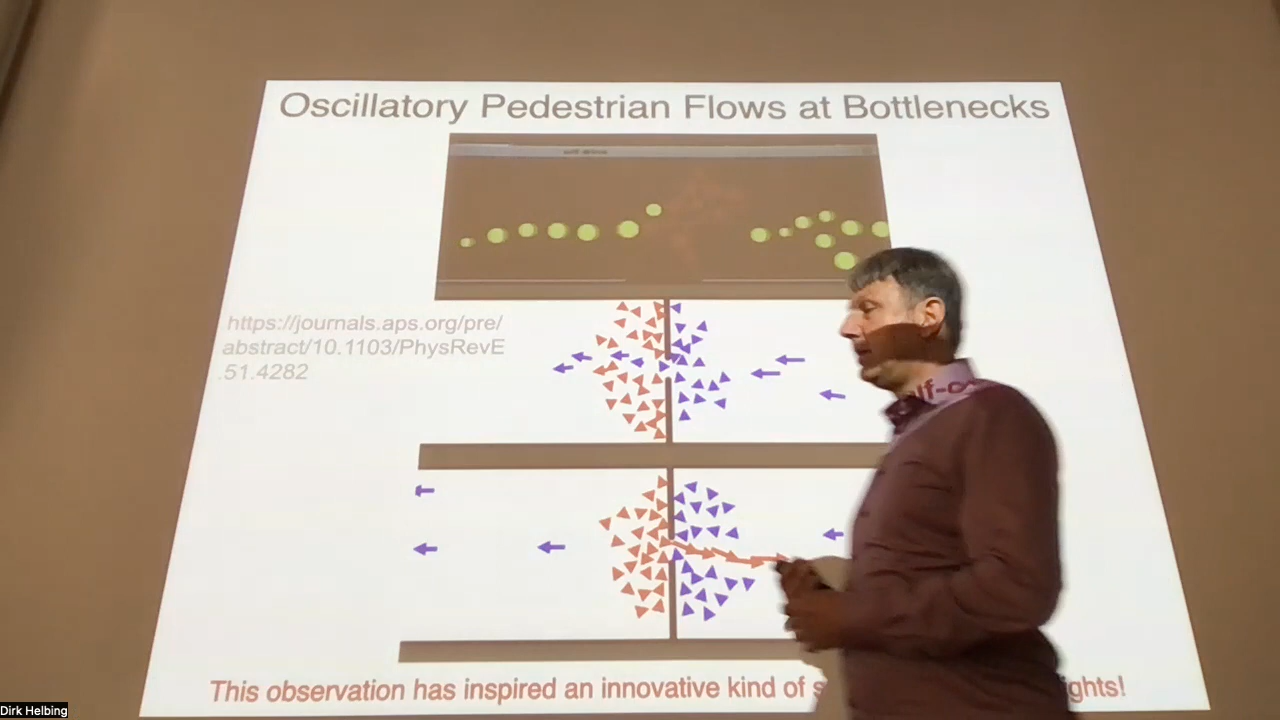 Oscillatory Pedestrian Flows at Bottlenecks
https://journals.aps.org/pre/
abstract/10.1103/PhysRevE
.51.4282
This observation has inspired an innovative kind of s ights!
Dirk Helbing